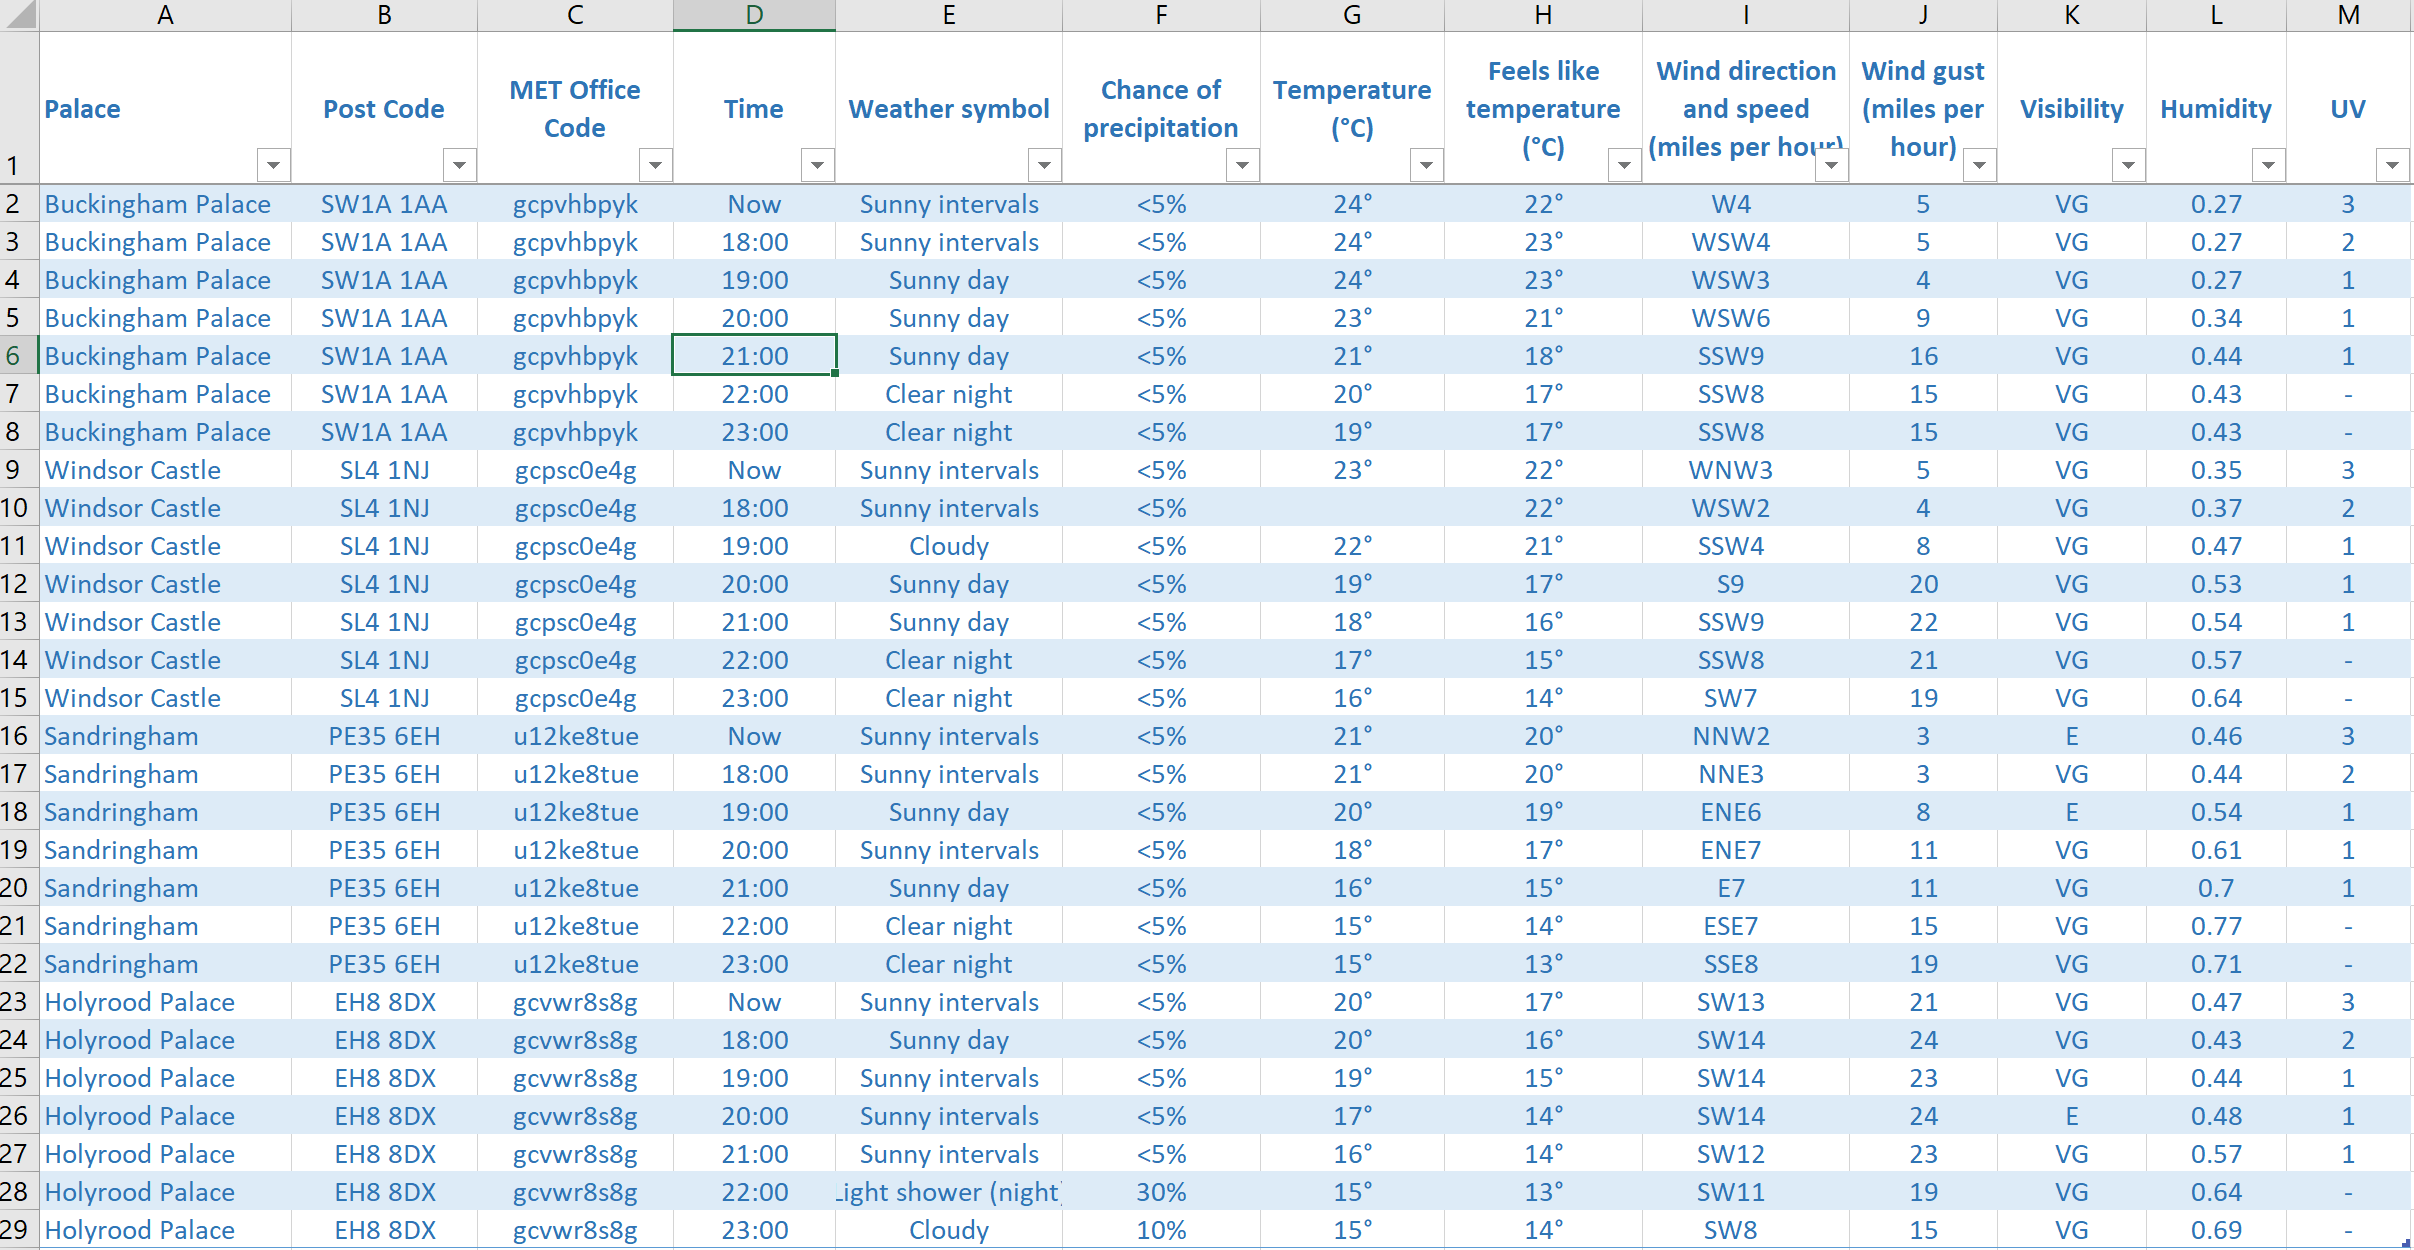 A B C D E F G H I J K L M
1 Palace Post Code MET Office Code Time Weather symbol Chance of precipitation Temperature (°C) Feels like temperature (°C) Wind direction and speed (miles per hour) Wind gust (miles per hour) Visibility Humidity UV
2 Buckingham Palace SW1A 1AA gcpvhbpyk Now Sunny intervals <5% 24° 22° W4 5 VG 0.27 3
3 Buckingham Palace SW1A 1AA gcpvhbpyk 18:00 Sunny intervals <5% 24° 23° WSW4 5 VG 0.27 2
4 Buckingham Palace SW1A 1AA gcpvhbpyk 19:00 Sunny day <5% 24° 23° WSW3 4 VG 0.27 1
5 Buckingham Palace SW1A 1AA gcpvhbpyk 20:00 Sunny day <5% 23° 21° WSW6 9 VG 0.34 1
6 Buckingham Palace SW1A 1AA gcpvhbpyk 21:00 Sunny day <5% 21° 18° SSW9 16 VG 0.44 1
7 Buckingham Palace SW1A 1AA gcpvhbpyk 22:00 Clear night <5% 20° 17° SSW8 15 VG 0.43 -
8 Buckingham Palace SW1A 1AA gcpvhbpyk 23:00 Clear night <5% 19° 17° SSW8 15 VG 0.43 -
9 Windsor Castle SL4 1NJ gcpsc0e4g Now Sunny intervals <5% 23° 22° WNW3 5 VG 0.35 3
10 Windsor Castle SL4 1NJ gcpsc0e4g 18:00 Sunny intervals <5% 22° WSW2 4 VG 0.37 2
11 Windsor Castle SL4 1NJ gcpsc0e4g 19:00 Cloudy <5% 22° 21° SSW4 8 VG 0.47 1
12 Windsor Castle SL4 1NJ gcpsc0e4g 20:00 Sunny day <5% 19° 17° S9 20 VG 0.53 1
13 Windsor Castle SL4 1NJ gcpsc0e4g 21:00 Sunny day <5% 18° 16° SSW9 22 VG 0.54 1
14 Windsor Castle SL4 1NJ gcpsc0e4g 22:00 Clear night <5% 17° 15° SSW8 21 VG 0.57 -
15 Windsor Castle SL4 1NJ gcpsc0e4g 23:00 Clear night <5% 16° 14° SW7 19 VG 0.64 -
16 Sandringham PE35 6EH u12ke8tue Now Sunny intervals <5% 21° 20° NNW2 3 E 0.46 3
17 Sandringham PE35 6EH u12ke8tue 18:00 Sunny intervals <5% 21° 20° NNE3 3 VG 0.44 2
18 Sandringham PE35 6EH u12ke8tue 19:00 Sunny day <5% 20° 19° ENE6 8 E 0.54 1
19 Sandringham PE35 6EH u12ke8tue 20:00 Sunny intervals <5% 18° 17° ENE7 11 VG 0.61 1
20 Sandringham PE35 6EH u12ke8tue 21:00 Sunny day <5% 16° 15° E7 11 VG 0.7 1
21 Sandringham PE35 6EH u12ke8tue 22:00 Clear night <5% 15° 14° ESE7 15 VG 0.77 -
22 Sandringham PE35 6EH u12ke8tue 23:00 Clear night <5% 15° 13° SSE8 19 VG 0.71 -
23 Holyrood Palace EH8 8DX gcvwr8s8g Now Sunny intervals <5% 20° 17° SW13 21 VG 0.47 3
24 Holyrood Palace EH8 8DX gcvwr8s8g 18:00 Sunny day <5% 20° 16° SW14 24 VG 0.43 2
25 Holyrood Palace EH8 8DX gcvwr8s8g 19:00 Sunny intervals <5% 19° 15° SW14 23 VG 0.44 1
26 Holyrood Palace EH8 8DX gcvwr8s8g 20:00 Sunny intervals <5% 17° 14° SW14 24 E 0.48 1
27 Holyrood Palace EH8 8DX gcvwr8s8g 21:00 Sunny intervals <5% 16° 14° SW12 23 VG 0.57 1
28 Holyrood Palace EH8 8DX gcvwr8s8g 22:00 Light shower (night) 30% 15° 13° SW11 19 VG 0.64 -
29 Holyrood Palace EH8 8DX gcvwr8s8g 23:00 Cloudy 10% 15° 14° SW8 15 VG 0.69 -